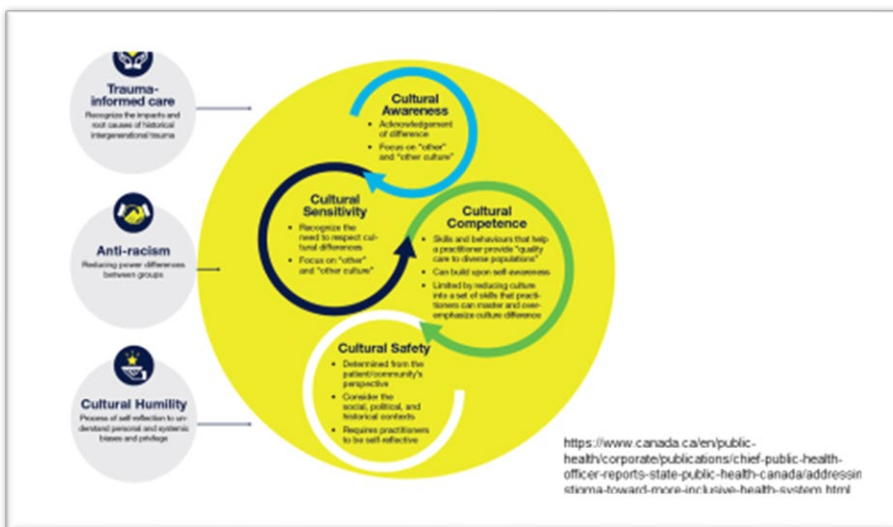 Trauma-
informed care
Recognize the impacts and
root causes of historical
intergenerational trauma
Anti-racism
Reducing power differences
between groups
Cultural Humility
Process of self-reflection to un-
derstand personal and systemic
biases and privilege
Cultural
Awareness
• Acknowledgement
of difference
• Focus on "other"
and "other culture"
Cultural
Sensitivity
• Recognize the
need to respect cul-
tural differences
• Focus on "other"
and "other culture"
Cultural
Competence
• Skills and behaviours that help
a practitioner provide "quality
care to diverse populations"
• Can build upon self-awareness
• Limited by reducing culture
into a set of skills that practi-
tioners can master and over-
emphasize culture difference
Cultural Safety
• Determined from the
patient/community's
perspective
• Consider the
social, political, and
historical contexts
• Requires practitioners
to be self-reflective
https://www.canada.ca/en/public-
health/corporate/publications/chief-public-health-
officer-reports-state-public-health-canada/addressin
stigma-toward-more-inclusive-health-system.html